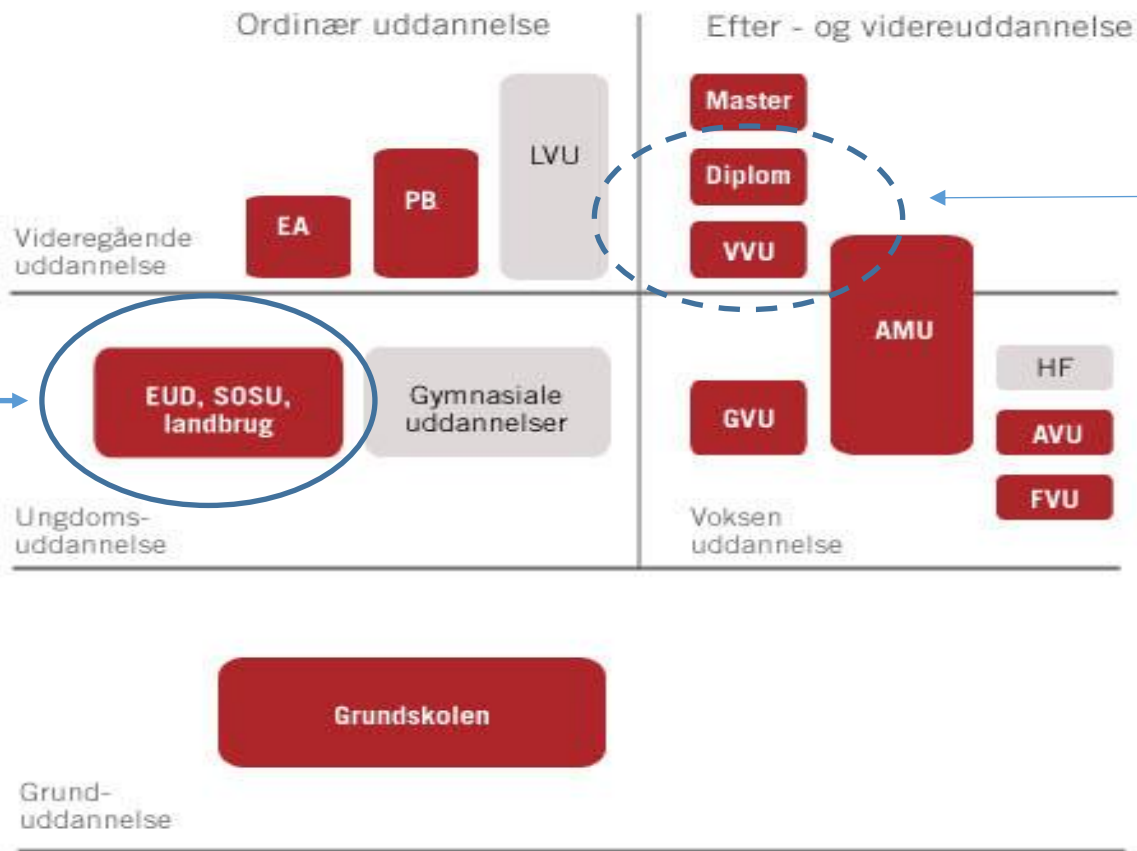 Ordinær uddannelse
Efter - og videreuddannelse
Master
LVU
Diplom
PB
EA
Videregående
uddannelse
VVU
AMU
HF
EUD, SOSU,
landbrug
Gymnasiale
uddannelser
GVU
AVU
FVU
Ungdoms-
uddannelse
Voksen
uddannelse
Grundskolen
Grund-
uddannelse